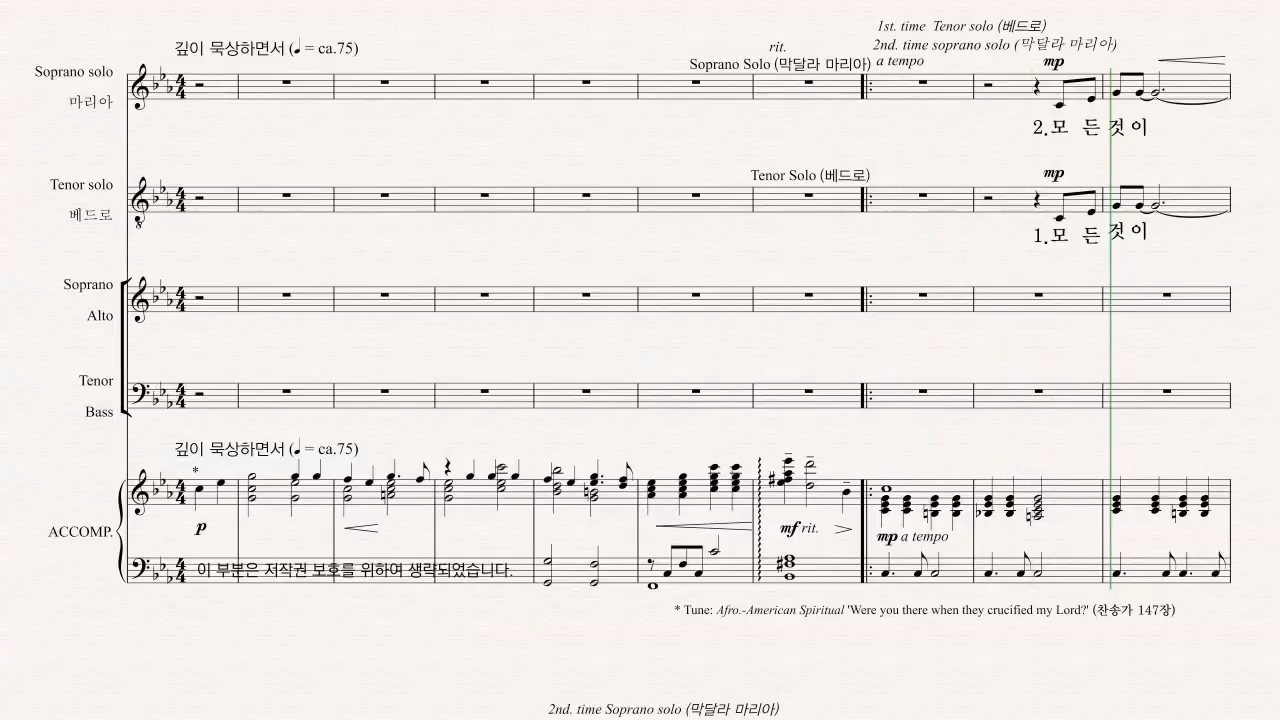 1st. time Tenor solo (베드로)
깊이 묵상하면서 (♩ = ca.75)
rit.
2nd. time soprano solo (막달라 마리아)
Soprano Solo (막달라 마리아)
a tempo
mp
Soprano solo
마리아
2.모 든 것 이
Tenor Solo (베드로)
mp
Tenor solo
베드로
1.모 든 것 이
Soprano
Alto
Tenor
Bass
깊이 묵상하면서 (♩ = ca.75)
*
p
mf rit.
ACCOMP.
mp a tempo
이 부분은 저작권 보호를 위하여 생략되었습니다.
* Tune: Afro.-American Spiritual 'Were you there when they crucified my Lord?' (찬송가 147장)
2nd. time Soprano solo (막달라 마리아)